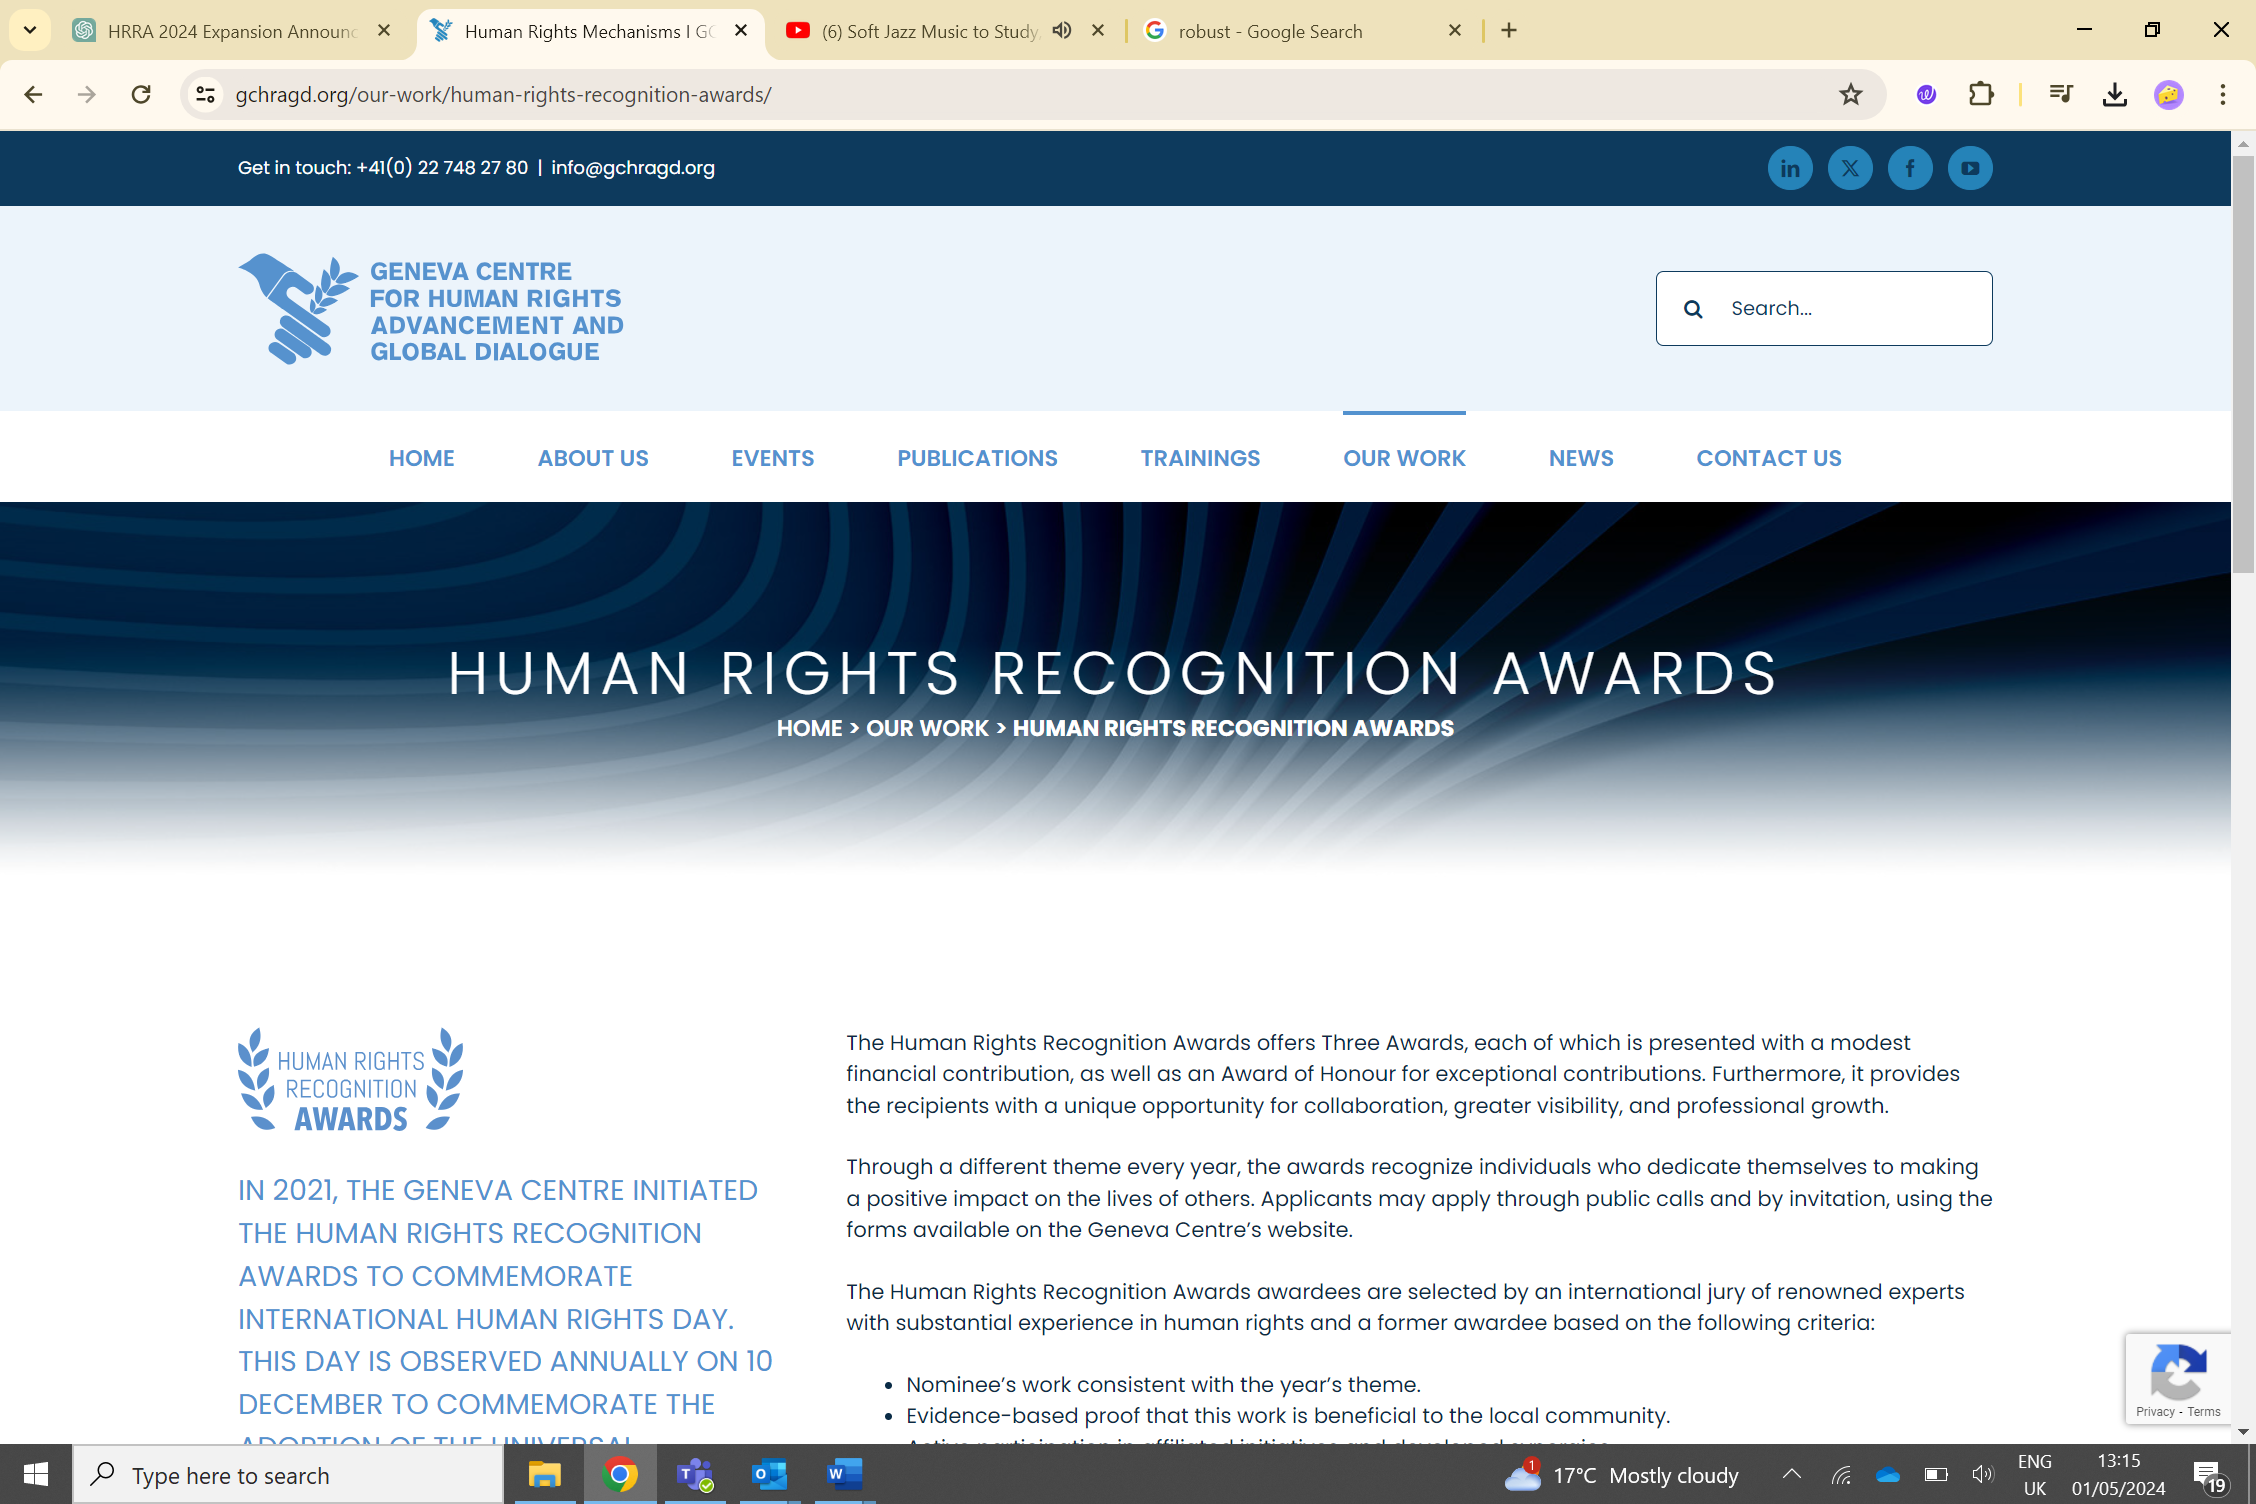 HRRA 2024 Expansion Announc
Human Rights Mechanisms I GC
(6) Soft Jazz Music to Study,
robust - Google Search
gchragd.org/our-work/human-rights-recognition-awards/
Get in touch: +41(0) 22 748 27 80 | info@gchragd.org
GENEVA CENTRE
FOR HUMAN RIGHTS
ADVANCEMENT AND
GLOBAL DIALOGUE
Search...
HOME
ABOUT US
EVENTS
PUBLICATIONS
TRAININGS
OUR WORK
NEWS
CONTACT US
HUMAN RIGHTS RECOGNITION AWARDS
HOME > OUR WORK > HUMAN RIGHTS RECOGNITION AWARDS
HUMAN RIGHTS
RECOGNITION
AWARDS
IN 2021, THE GENEVA CENTRE INITIATED
THE HUMAN RIGHTS RECOGNITION
AWARDS TO COMMEMORATE
INTERNATIONAL HUMAN RIGHTS DAY.
THIS DAY IS OBSERVED ANNUALLY ON 10
DECEMBER TO COMMEMORATE THE
ADOPTION OF THE UNIVERSAL
The Human Rights Recognition Awards offers Three Awards, each of which is presented with a modest
financial contribution, as well as an Award of Honour for exceptional contributions. Furthermore, it provides
the recipients with a unique opportunity for collaboration, greater visibility, and professional growth.
Through a different theme every year, the awards recognize individuals who dedicate themselves to making
a positive impact on the lives of others. Applicants may apply through public calls and by invitation, using the
forms available on the Geneva Centre's website.
The Human Rights Recognition Awards awardees are selected by an international jury of renowned experts
with substantial experience in human rights and a former awardee based on the following criteria:
• Nominee's work consistent with the year's theme.
• Evidence-based proof that this work is beneficial to the local community.
• Active participation in affiliated initiatives and developed synergies.
Privacy - Terms
Type here to search
1
17°C Mostly cloudy
ENG
UK
13:15
01/05/2024
19